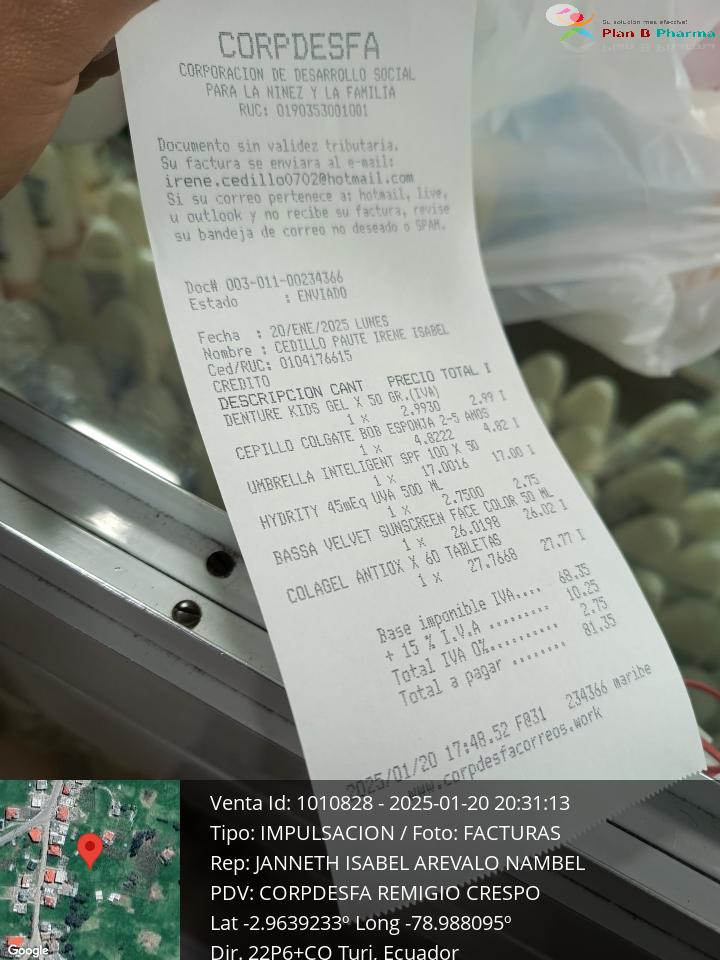 Su solución más efectiva!
Plan B Pharma
CORPDESFA
CORPORACION DE DESARROLLO SOCIAL
PARA LA NINEZ Y LA FAMILIA
RUC: 0190353001001
Documento sin validez tributaria.
Su factura se enviara al e-mail:
irene.cedillo0702@hotmail.com
Si su correo pertenece a: hotmail, live,
u outlook y no recibe su factura, revise
su bandeja de correo no deseado o SPAM.
Doc# 003-011-00234366
Estado : ENVIADO
Fecha : 20/ENE/2025 LUNES
Nombre : CEDILLO PAUTE IRENE ISABEL
Ced/RUC: 0104176615
CREDITO
DESCRIPCION CANT PRECIO TOTAL I
DENTURE KIDS GEL X 50 GR.(IVA)
1 x 2.9930 2.99 I
CEPILLO COLGATE BOB ESPONJA 2-5 ANOS
1 x 4.8222 4.82 I
UMBRELLA INTELIGENT SPF 100 X 50
1 x 17.0016 17.00 I
HYDRITY 45mEq UVA 500 ML
1 x 2.7500 2.75
BASSA VELVET SUNSCREEN FACE COLOR 50 ML
1 x 26.0198 26.02 I
COLAGEL ANTIOX X 60 TABLETAS
1 x 27.7668 27.77 I
Base imponible IVA.... 68.35
+ 15 % I.V.A ......... 10.25
Total IVA 0%.......... 2.75
Total a pagar ........ 81.35
2025/01/20 17:48.52 F@31 234366 maribe
www.corpdesfacorreos.work
Venta Id: 1010828 - 2025-01-20 20:31:13
Tipo: IMPULSACION / Foto: FACTURAS
Rep: JANNETH ISABEL AREVALO NAMBEL
PDV: CORPDESFA REMIGIO CRESPO
Lat -2.9639233º Long -78.988095º
Dir. 22P6+CQ Turi, Ecuador
Google